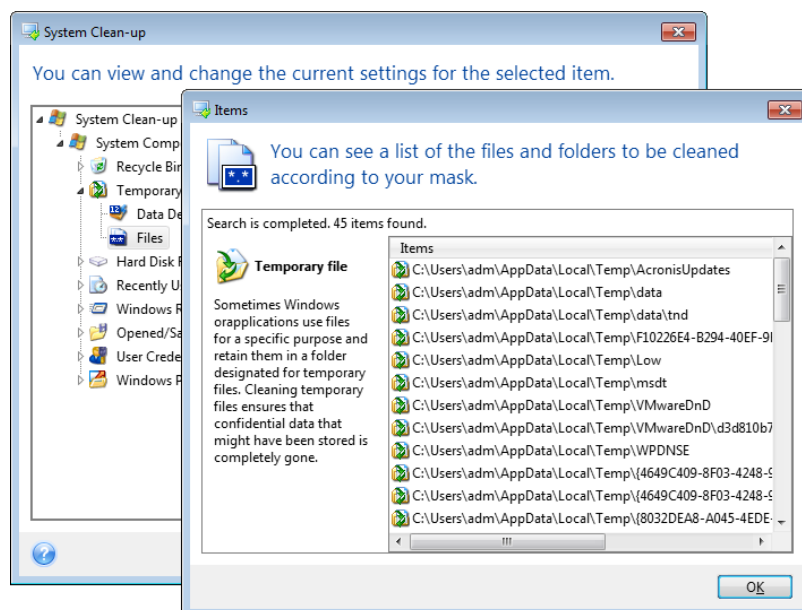 System Clean-up
You can view and change the current settings for the selected item.
System Clean-up
System Comp
Recycle Bin
Temporary
Data De
Files
Hard Disk F
Recently U
Windows R
Opened/Sa
User Crede
Windows P
Items
You can see a list of the files and folders to be cleaned
according to your mask.
Search is completed. 45 items found.
Temporary file
Sometimes Windows
orapplications use files
for a specific purpose and
retain them in a folder
designated for temporary
files. Cleaning temporary
files ensures that
confidential data that
might have been stored is
completely gone.
Items
C:\Users\adm\AppData\Local\Temp\AcronisUpdates
C:\Users\adm\AppData\Local\Temp\data
C:\Users\adm\AppData\Local\Temp\data\tnd
C:\Users\adm\AppData\Local\Temp\F10226E4-B294-40EF-9
C:\Users\adm\AppData\Local\Temp\Low
C:\Users\adm\AppData\Local\Temp\msdt
C:\Users\adm\AppData\Local\Temp\VMwareDnD
C:\Users\adm\AppData\Local\Temp\VMwareDnD\d3d810b7
C:\Users\adm\AppData\Local\Temp\WPDNSE
C:\Users\adm\AppData\Local\Temp\{4649C409-8F03-4248-9
C:\Users\adm\AppData\Local\Temp\{4649C409-8F03-4248-9
C:\Users\adm\AppData\Local\Temp\{8032DEA8-A045-4EDE-
OK